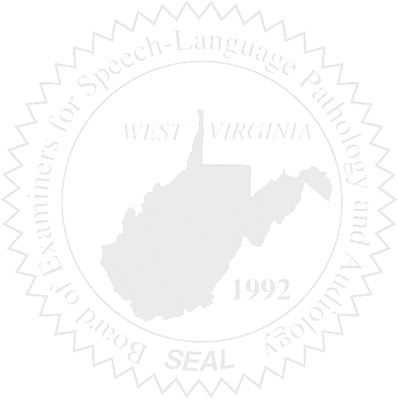 Board of Examiners for Speech-Language Pathology and Audiology
WEST VIRGINIA
1992
SEAL